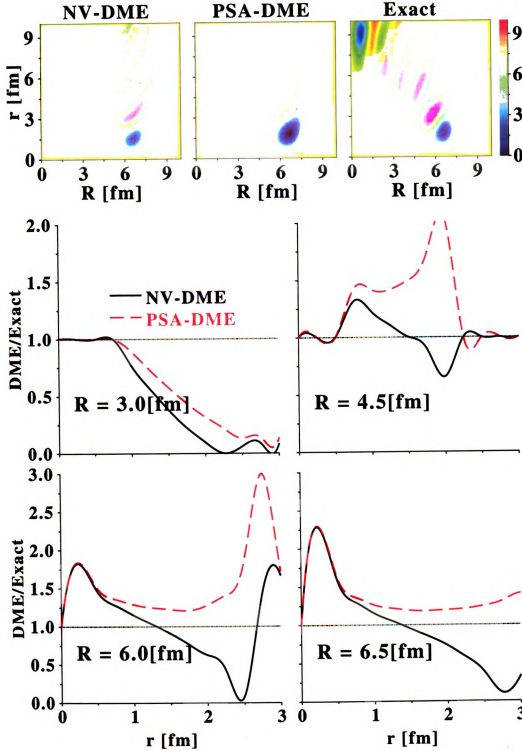 NV-DME PSA-DME Exact
r [fm]
9
6
3
0
0 3 6 9
R [fm]
0 3 6 9
R [fm]
0 3 6 9
R [fm]
9
6
3
0
DME/Exact
2.0
1.5
1.0
0.5
0.0
NV-DME
PSA-DME
R = 3.0[fm]
R = 4.5[fm]
DME/Exact
3.0
2.5
2.0
1.5
1.0
0.5
0.0
R = 6.0[fm]
R = 6.5[fm]
0 1 2 3
r [fm]
0 1 2 3
r [fm]